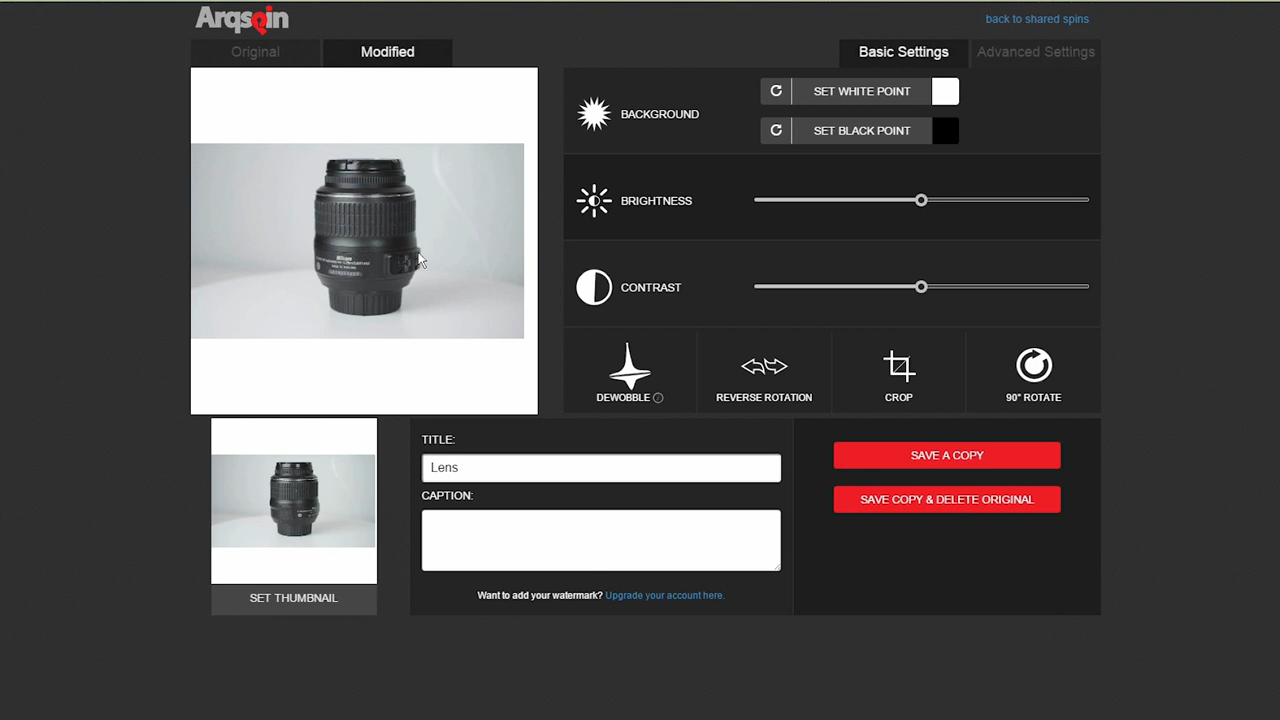 Arqspin
back to shared spins
Original
Modified
Basic Settings
Advanced Settings
BACKGROUND
SET WHITE POINT
SET BLACK POINT
BRIGHTNESS
CONTRAST
DEWOBBLE
REVERSE ROTATION
CROP
90° ROTATE
Nikon
SET THUMBNAIL
TITLE:
Lens
CAPTION:
Want to add your watermark? Upgrade your account here.
SAVE A COPY
SAVE COPY & DELETE ORIGINAL